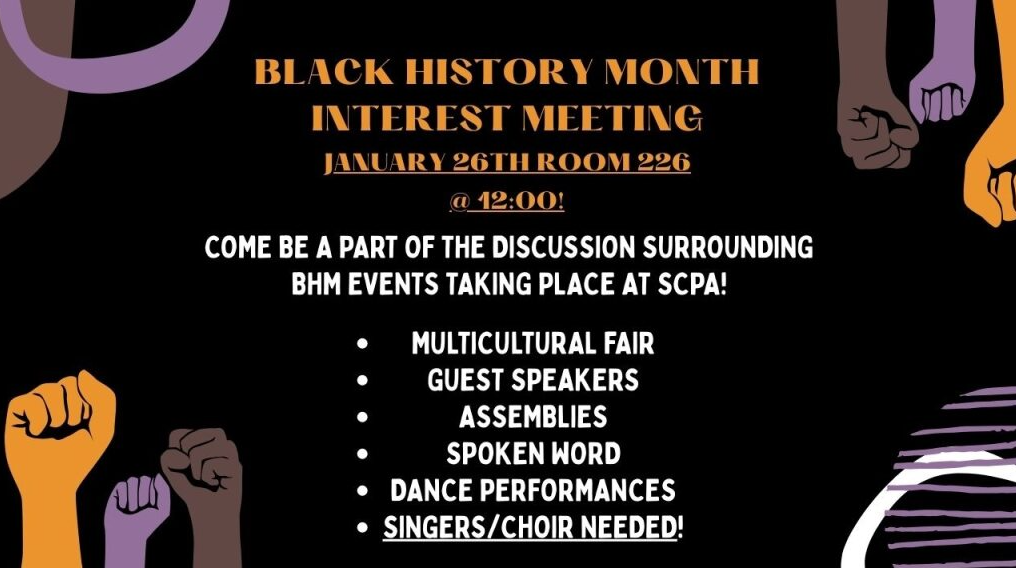 BLACK HISTORY MONTH
INTEREST MEETING
JANUARY 26TH ROOM 226
@ 12:00!
COME BE A PART OF THE DISCUSSION SURROUNDING
BHM EVENTS TAKING PLACE AT SCPA!
• MULTICULTURAL FAIR
• GUEST SPEAKERS
• ASSEMBLIES
• SPOKEN WORD
• DANCE PERFORMANCES
• SINGERS/CHOIR NEEDED!